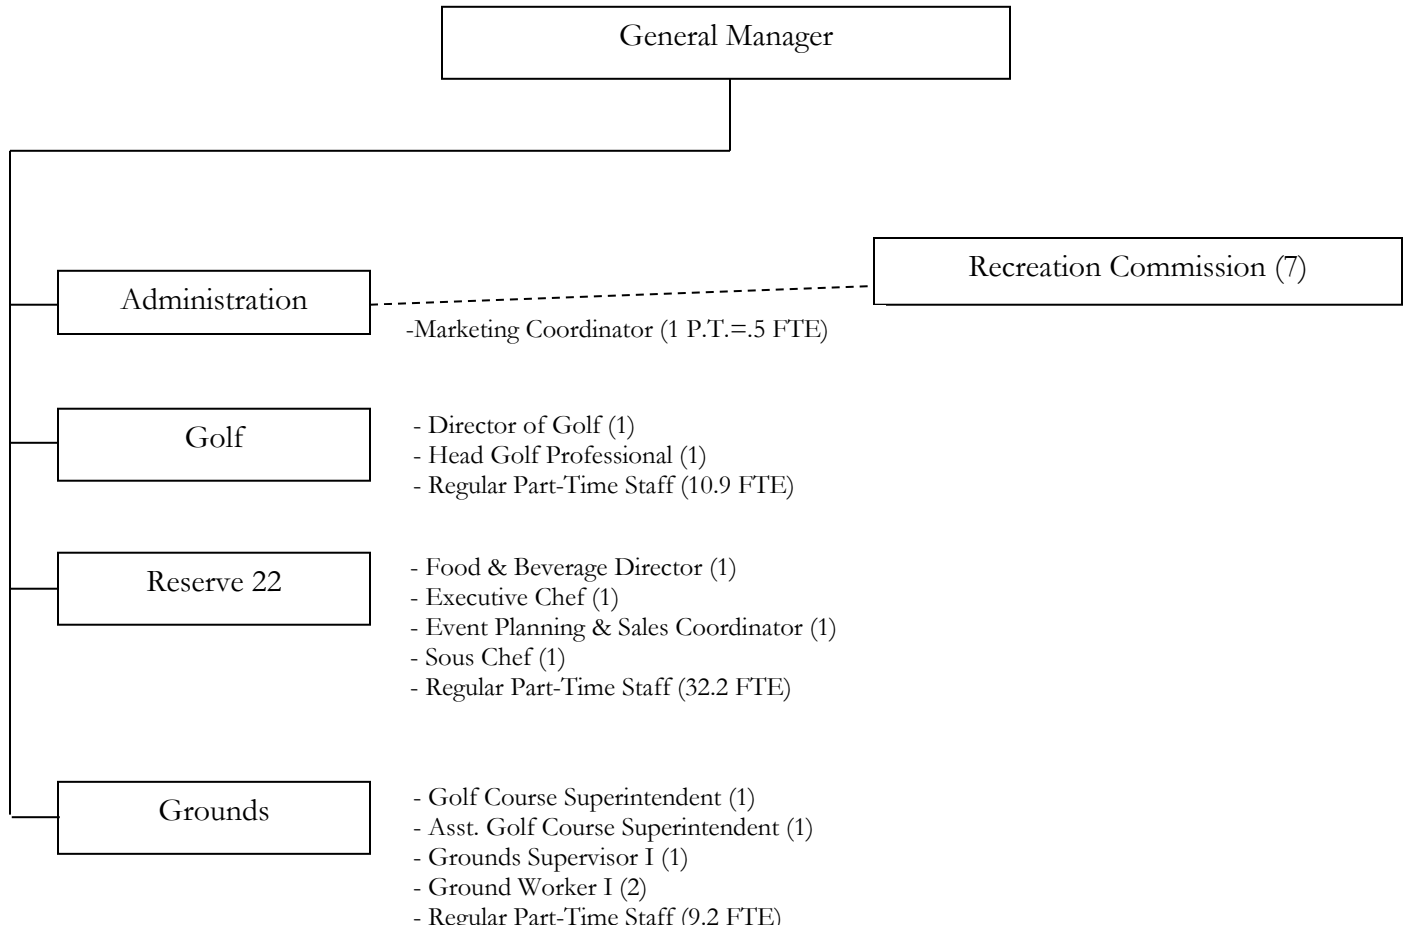 General Manager
Recreation Commission (7)
Administration
-Marketing Coordinator (1 P.T.=.5 FTE)
Golf
- Director of Golf (1)
- Head Golf Professional (1)
- Regular Part-Time Staff (10.9 FTE)
Reserve 22
- Food & Beverage Director (1)
- Executive Chef (1)
- Event Planning & Sales Coordinator (1)
- Sous Chef (1)
- Regular Part-Time Staff (32.2 FTE)
Grounds
- Golf Course Superintendent (1)
- Asst. Golf Course Superintendent (1)
- Grounds Supervisor I (1)
- Ground Worker I (2)
- Regular Part-Time Staff (9.2 FTE)